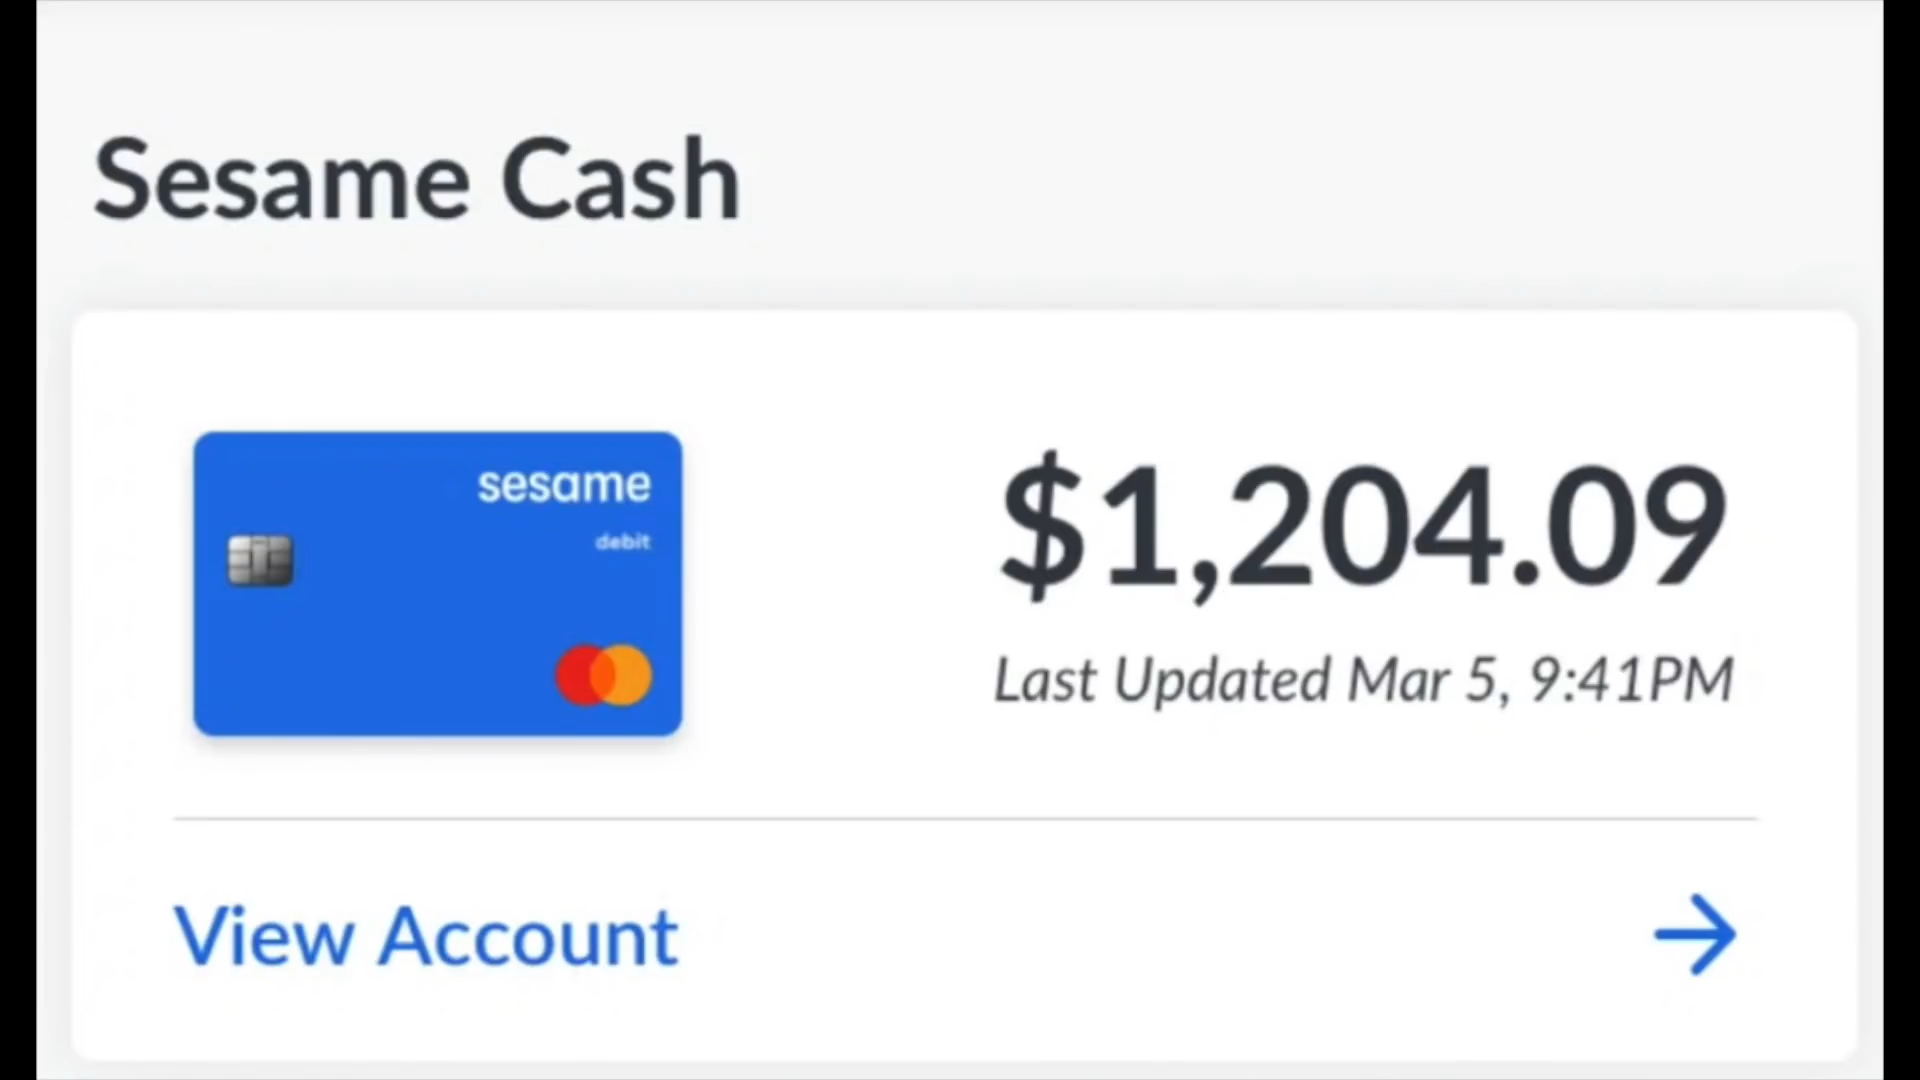 Sesame Cash
sesame
debit
$1,204.09
Last Updated Mar 5, 9:41PM
View Account